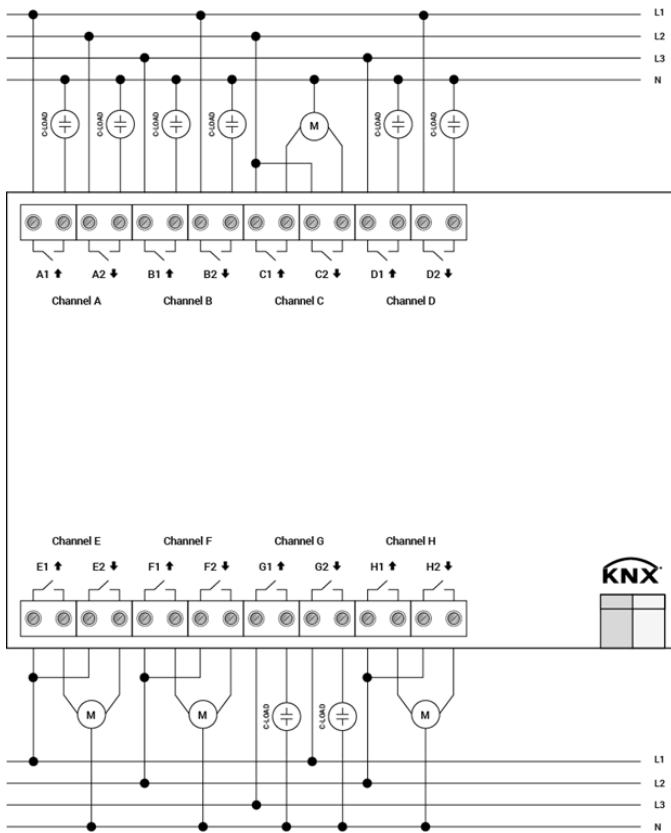 L1
L2
L3
N
C-LOAD C-LOAD C-LOAD C-LOAD M C-LOAD C-LOAD
A1 ⬆ A2 ⬇ B1 ⬆ B2 ⬇ C1 ⬆ C2 ⬇ D1 ⬆ D2 ⬇
Channel A Channel B Channel C Channel D
Channel E Channel F Channel G Channel H
E1 ⬆ E2 ⬇ F1 ⬆ F2 ⬇ G1 ⬆ G2 ⬇ H1 ⬆ H2 ⬇
KNX
M M C-LOAD C-LOAD M
L1
L2
L3
N